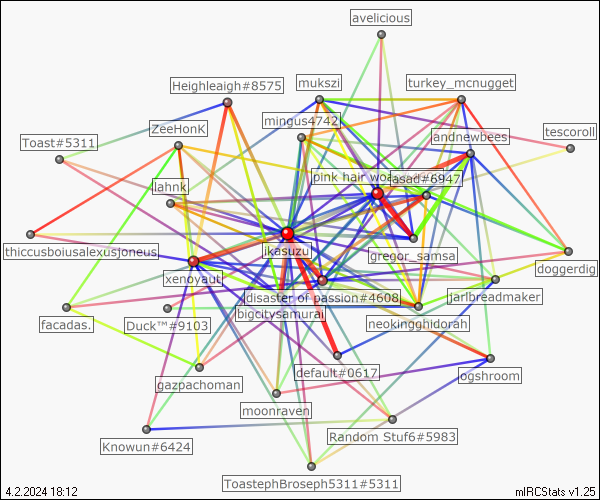 avelicious
Heighleaigh#8575
mukszi
turkey_mcnugget
mingus4742
ZeeHonK
andnewbees
Toast#5311
tescoroll
pink hair wo
asad#6947
lahnk
ikasuzu
gregor_samsa
thiccusboiusalexusjoneus
xenoyaut
doggerdig
disaster of passion#4608
jarlbreadmaker
bigcitysamurai
facadas.
Duck™#9103
neokingghidorah
default#0617
ogshroom
gazpachoman
moonraven
Knowun#6424
Random Stuf6#5983
ToastephBroseph5311#5311
4.2.2024 18:12
mIRCStats v1.25